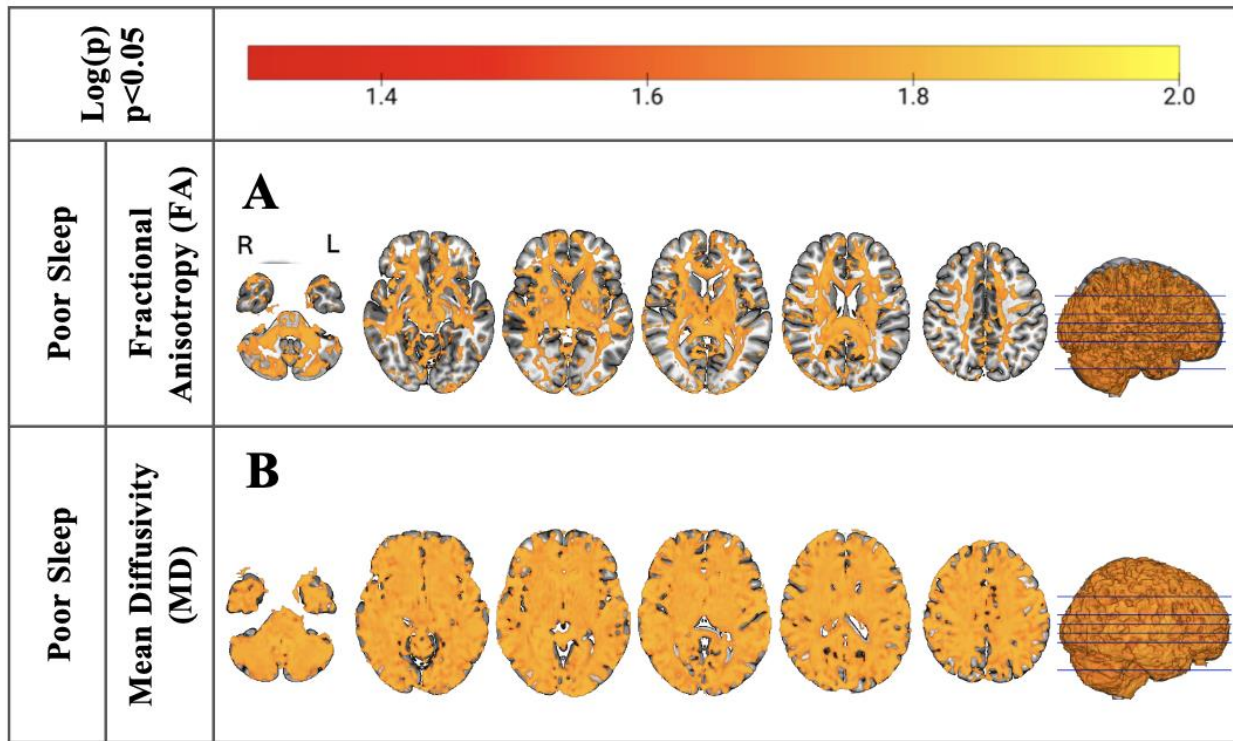 Log(p)
p<0.05
1.4 1.6 1.8 2.0
Poor Sleep
Fractional
Anisotropy (FA)
A
R L
Poor Sleep
Mean Diffusivity
(MD)
B